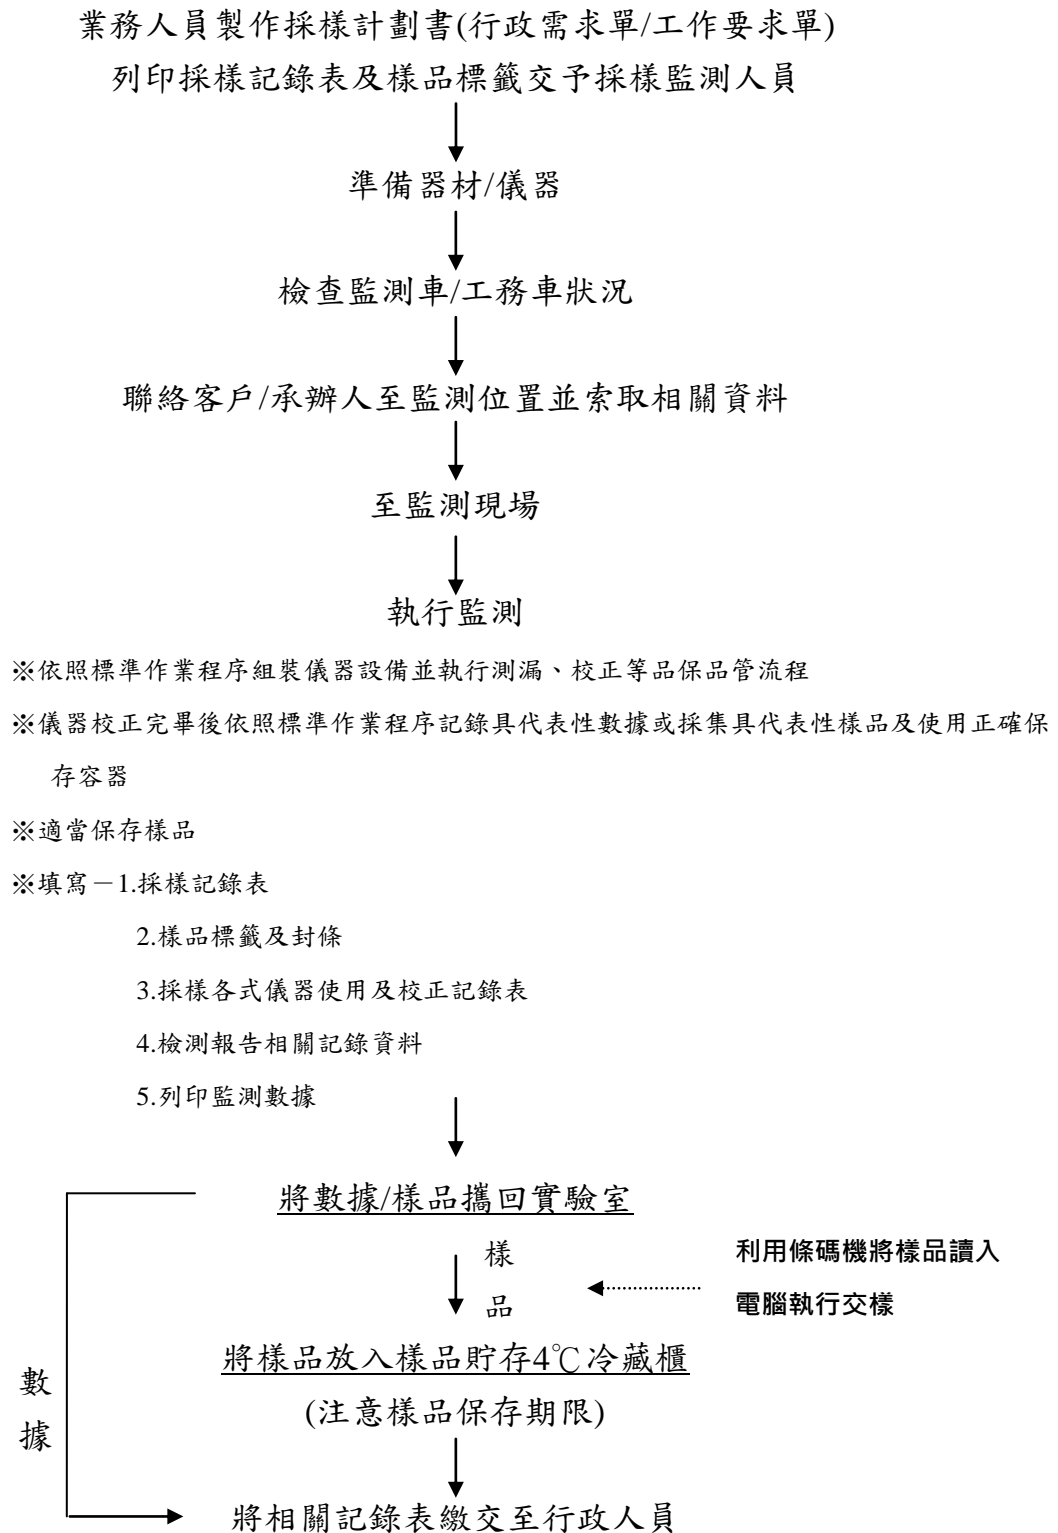 業務人員製作採樣計劃書(行政需求單/工作要求單)
列印採樣記錄表及樣品標籤交予採樣監測人員
準備器材/儀器
檢查監測車/工務車狀況
聯絡客戶/承辦人至監測位置並索取相關資料
至監測現場
執行監測
※依照標準作業程序組裝儀器設備並執行測漏、校正等品保品管流程
※儀器校正完畢後依照標準作業程序記錄具代表性數據或採集具代表性樣品及使用正確保
存容器
※適當保存樣品
※填寫－1.採樣記錄表
2.樣品標籤及封條
3.採樣各式儀器使用及校正記錄表
4.檢測報告相關記錄資料
5.列印監測數據
將數據/樣品攜回實驗室
樣
品
利用條碼機將樣品讀入
電腦執行交樣
將樣品放入樣品貯存4℃冷藏櫃
(注意樣品保存期限)
數
據
將相關記錄表繳交至行政人員